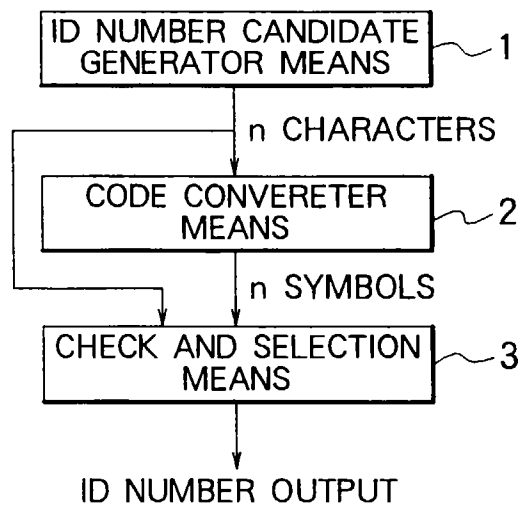 ID NUMBER CANDIDATE
GENERATOR MEANS
1
n CHARACTERS
CODE CONVERETER
MEANS
2
n SYMBOLS
CHECK AND SELECTION
MEANS
3
ID NUMBER OUTPUT